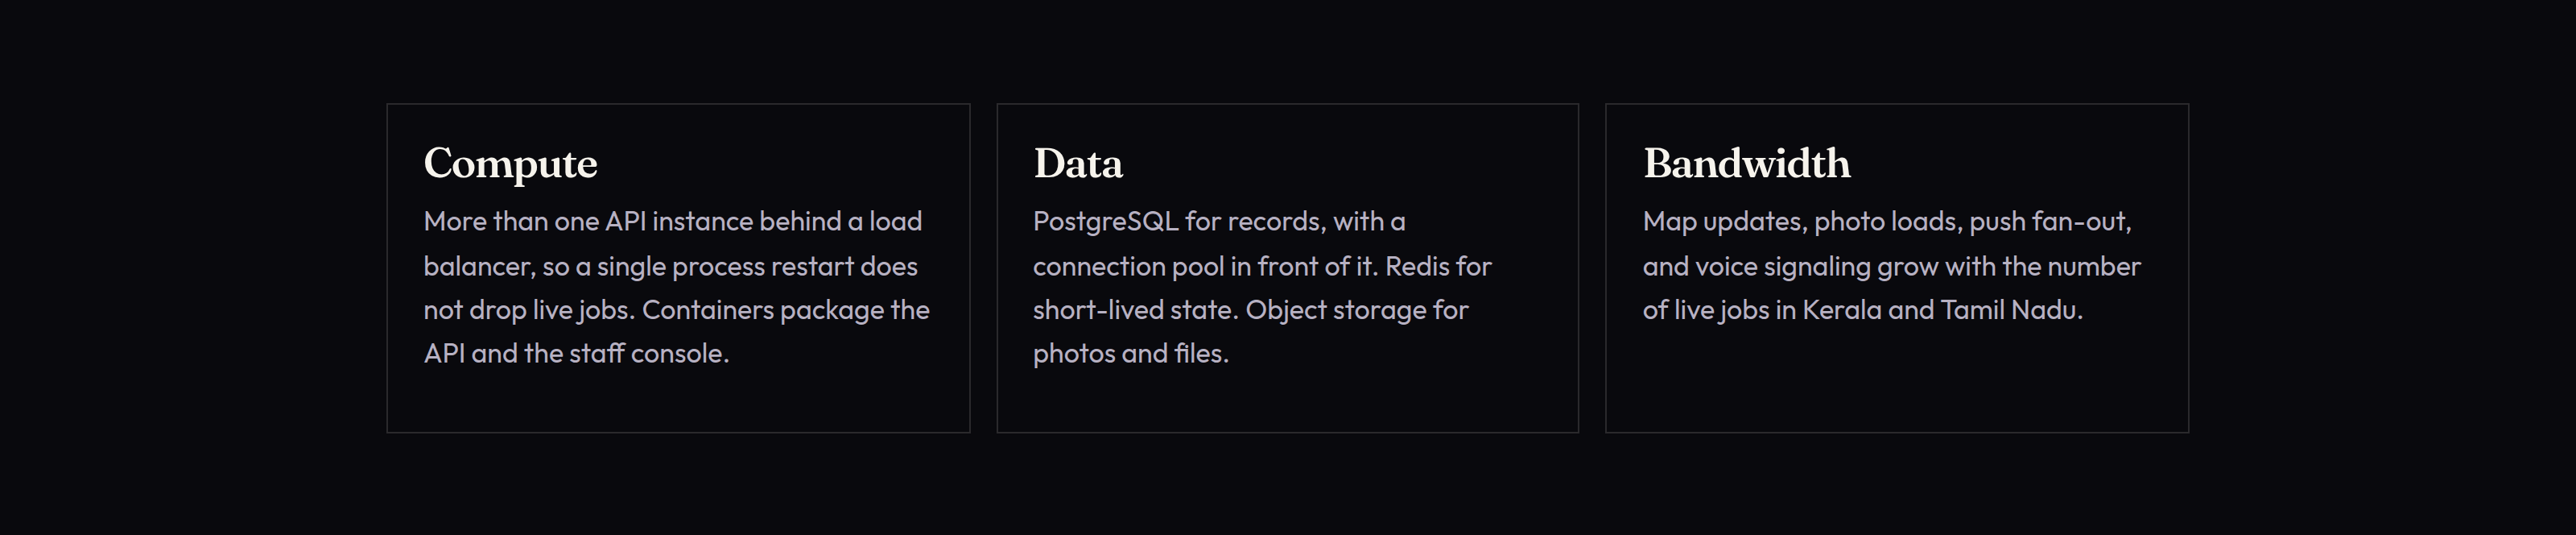 Compute
More than one API instance behind a load
balancer, so a single process restart does
not drop live jobs. Containers package the
API and the staff console.
Data
PostgreSQL for records, with a
connection pool in front of it. Redis for
short-lived state. Object storage for
photos and files.
Bandwidth
Map updates, photo loads, push fan-out,
and voice signaling grow with the number
of live jobs in Kerala and Tamil Nadu.